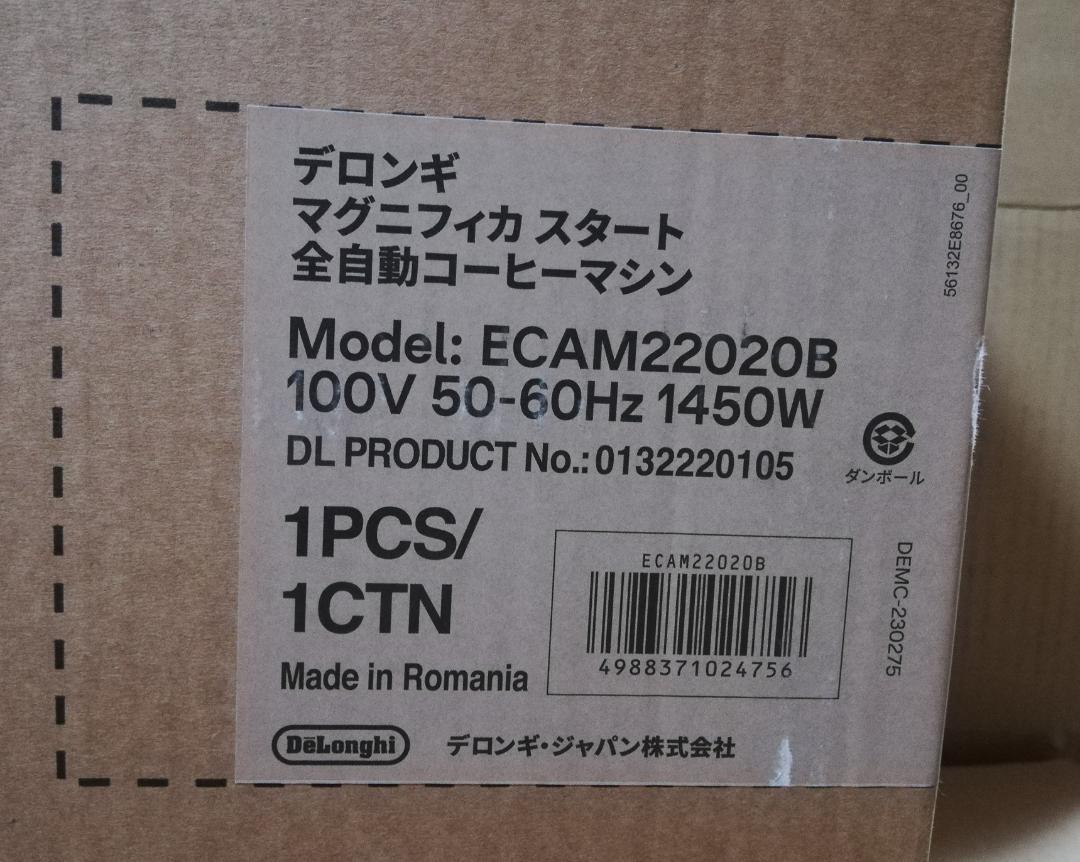 デロンギ
マグニフィカ スタート
全自動コーヒーマシン
Model: ECAM22020B
100V 50-60Hz 1450W
DL PRODUCT No.: 0132220105
1PCS/
1CTN
Made in Romania
ECAM22020B
4988371024756
DeLonghi
デロンギ・ジャパン株式会社
ダンボール
56132E8676_00
DEMC-230275